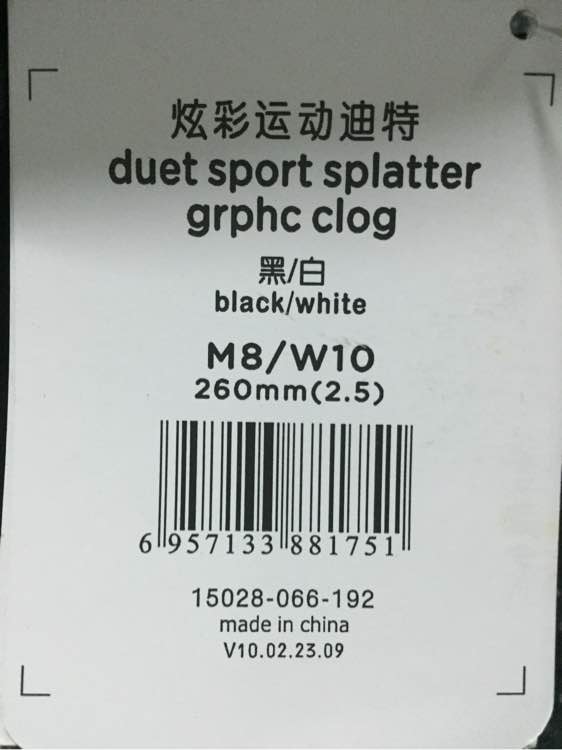 炫彩运动迪特
duet sport splatter
grphc clog
黑/白
black/white
M8/W10
260mm(2.5)
6 957133 881751
15028-066-192
made in china
V10.02.23.09